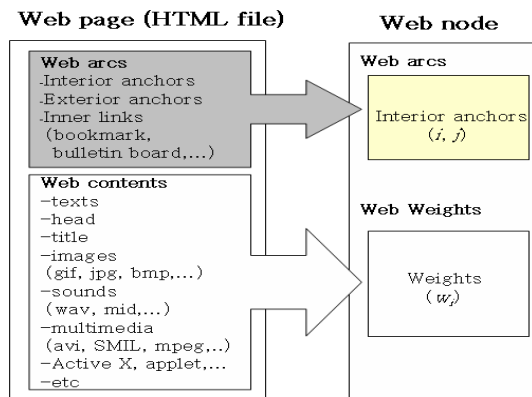 Web page (HTML file)
Web arcs
-Interior anchors
-Exterior anchors
-Inner links
(bookmark,
bulletin board,...)
Web contents
-texts
-head
-title
-images
(gif, jpg, bmp,...)
-sounds
(wav, mid,...)
-multimedia
(avi, SMIL, mpeg,..)
-Active X, applet,...
-etc
Web node
Web arcs
Interior anchors
(i, j)
Web Weights
Weights
(wi)